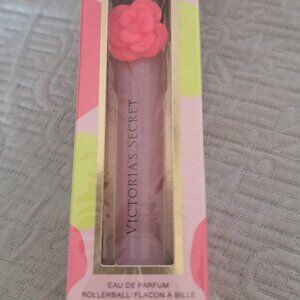 VICTORIA'S SECRET
EAU DE PARFUM
ROLLERBALL/FLACON À BILLE